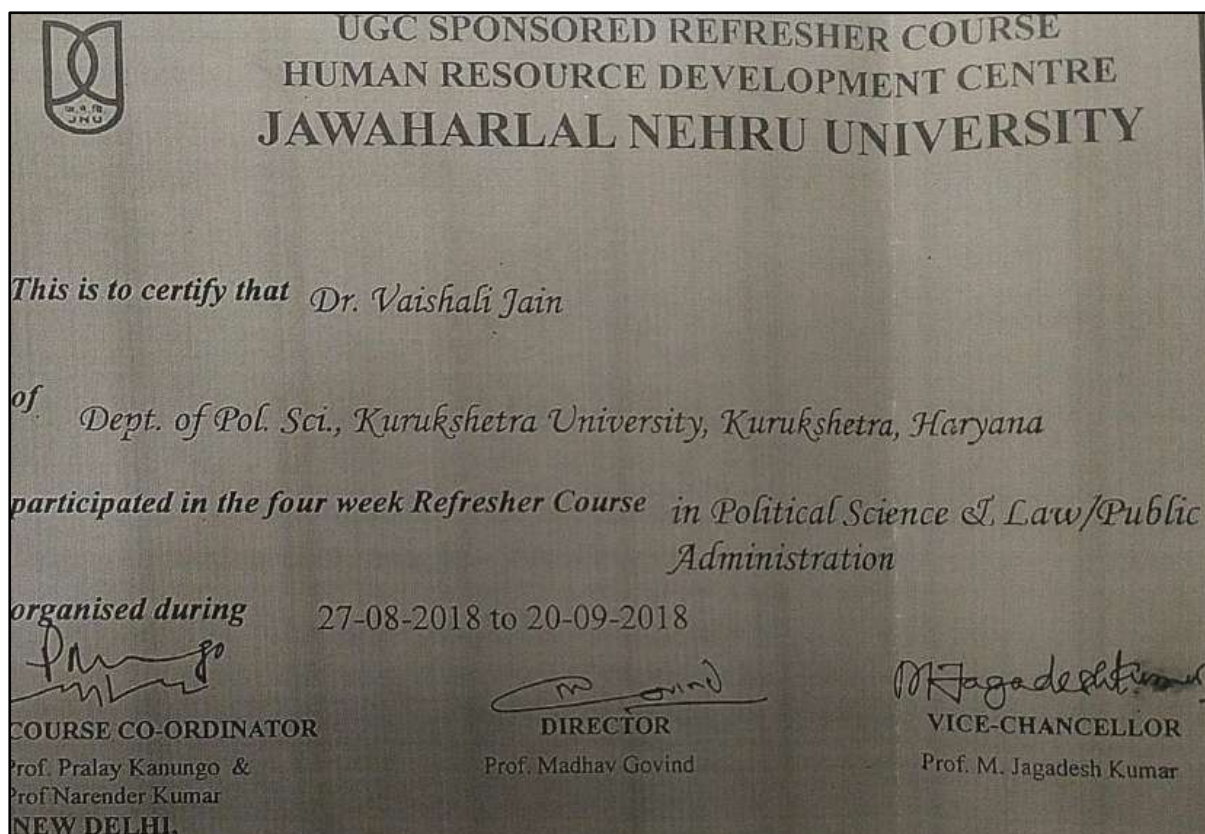 UGC SPONSORED REFRESHER COURSE
HUMAN RESOURCE DEVELOPMENT CENTRE
JAWAHARLAL NEHRU UNIVERSITY
ज.ने.वि
JNU
This is to certify that Dr. Vaishali Jain
of Dept. of Pol. Sci., Kurukshetra University, Kurukshetra, Haryana
participated in the four week Refresher Course in Political Science & Law/Public
Administration
organised during 27-08-2018 to 20-09-2018
M Jagadesh Kumar
COURSE CO-ORDINATOR DIRECTOR VICE-CHANCELLOR
Prof. Pralay Kanungo & Prof. Madhav Govind Prof. M. Jagadesh Kumar
Prof Narender Kumar
NEW DELHI.